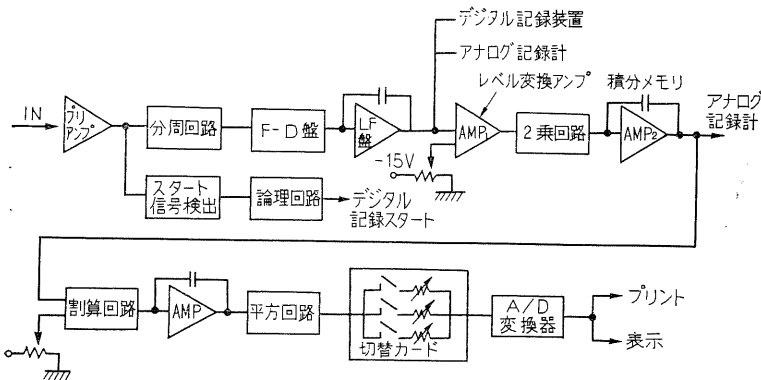 デジタル記録装置
アナログ記録計
レベル変換アンプ
積分メモリ
アナログ
記録計
IN
プリ
アンプ
分周回路
F-D盤
LF
盤
AMP₁
2乗回路
AMP₂
-15V
スタート
信号検出
論理回路
デジタル
記録スタート
割算回路
AMP
平方回路
切替カード
A/D
変換器
プリント
表示